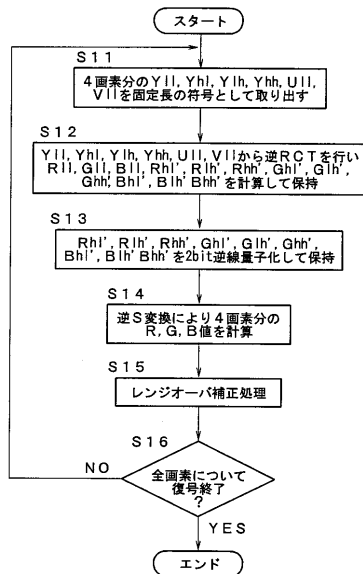 スタート
S11
4画素分のYll, Yhl, Ylh, Yhh, Ull,
Vllを固定長の符号として取り出す
S12
Yll, Yhl, Ylh, Yhh, Ull, Vllから逆RCTを行い
Rll, Gll, Bll, Rhl', Rlh', Rhh', Ghl', Glh',
Ghh', Bhl', Blh' Bhh'を計算して保持
S13
Rhl', Rlh', Rhh', Ghl', Glh', Ghh',
Bhl', Blh' Bhh'を2bit逆線量子化して保持
S14
逆S変換により4画素分の
R, G, B値を計算
S15
レンジオーバ補正処理
S16
NO
全画素について
復号終了
?
YES
エンド